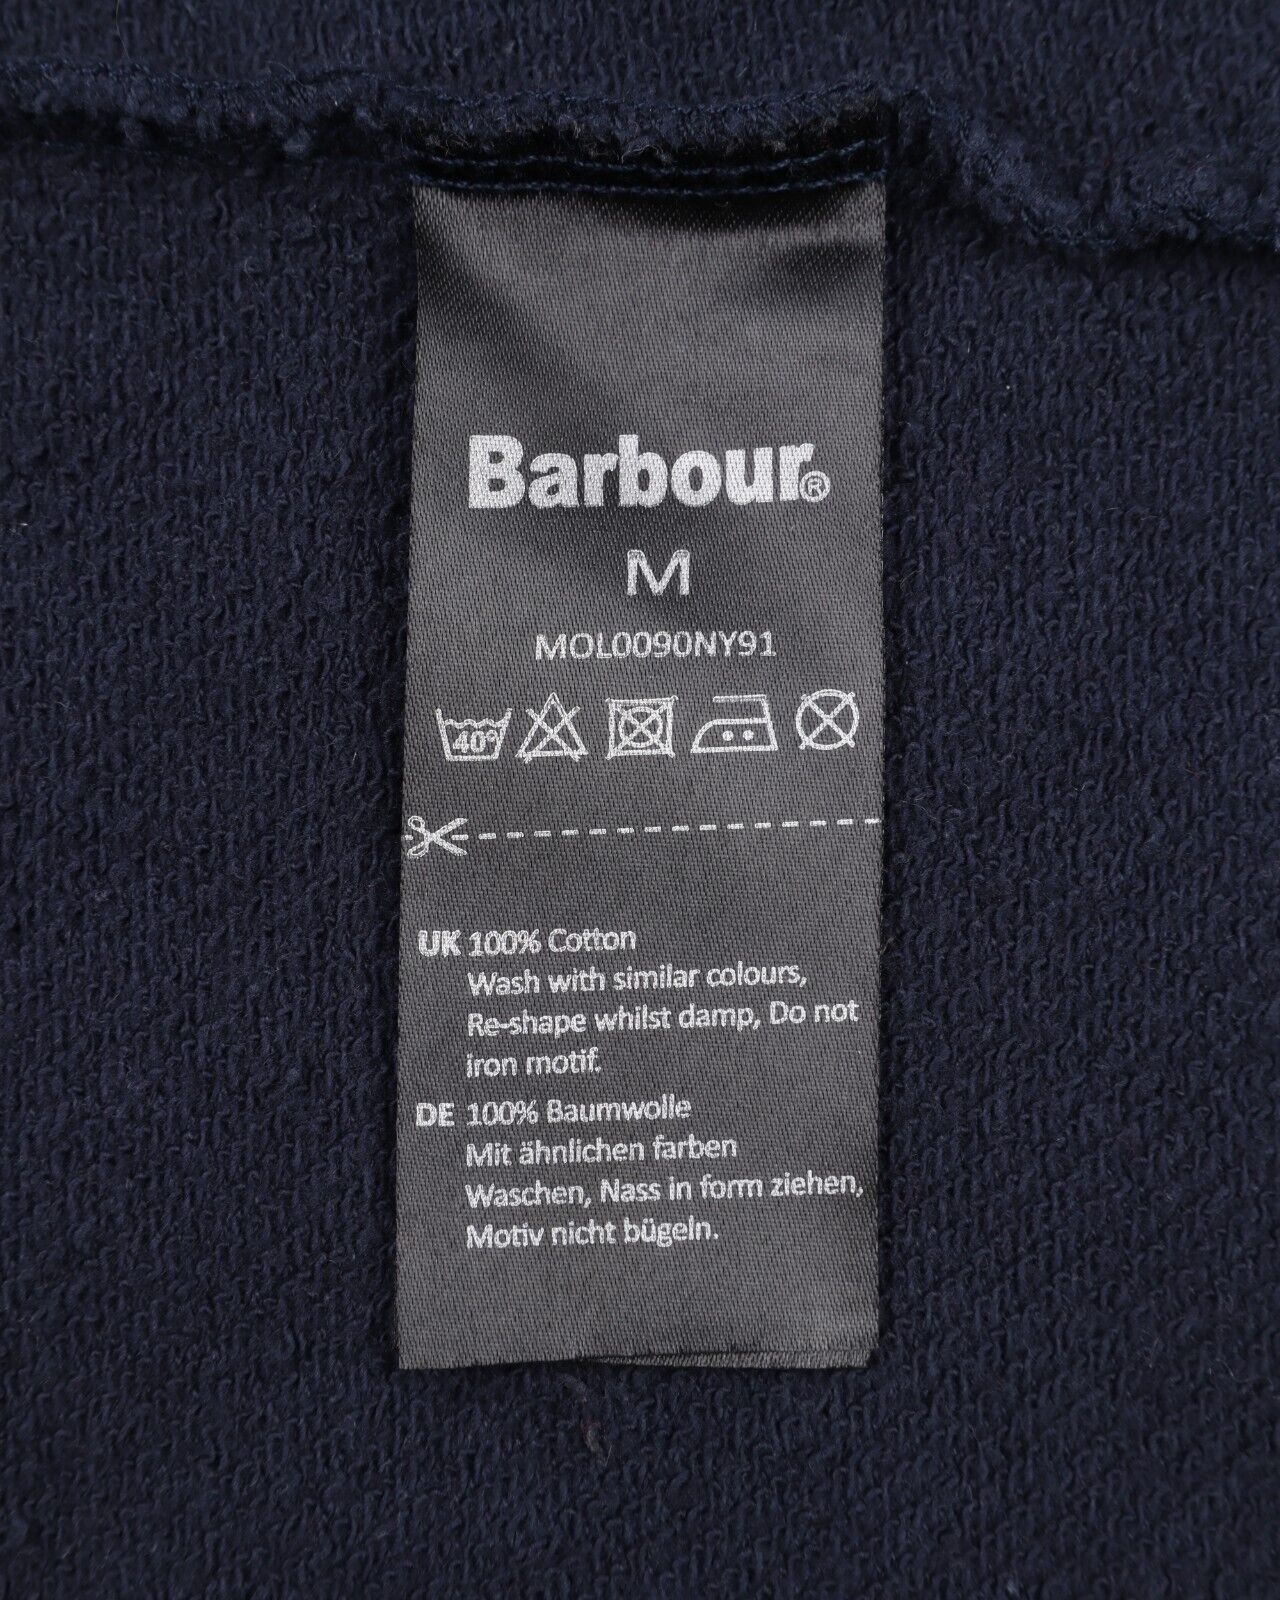 Barbour®
M
MOL0090NY91
40°
UK 100% Cotton
Wash with similar colours,
Re-shape whilst damp, Do not
iron motif.
DE 100% Baumwolle
Mit ähnlichen farben
Waschen, Nass in form ziehen,
Motiv nicht bügeln.